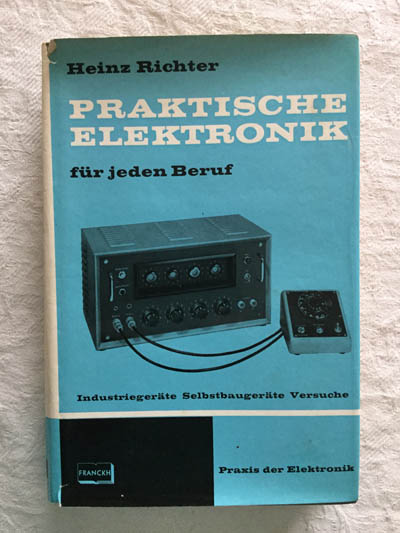 Heinz Richter
PRAKTISCHE
ELEKTRONIK
für jeden Beruf
Industriegeräte Selbstbaugeräte Versuche
FRANCKH
Praxis der Elektronik